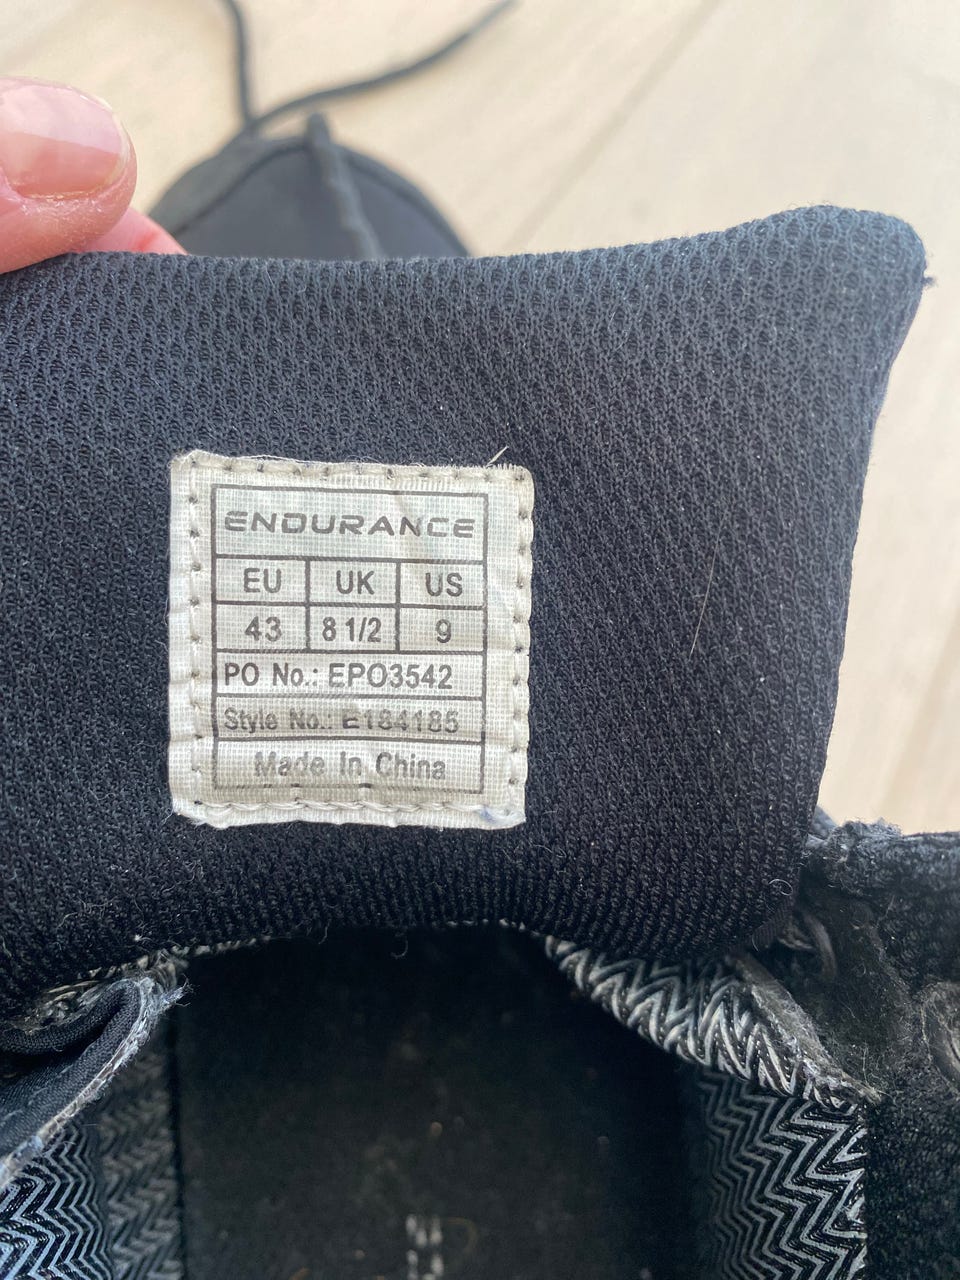 ENDURANCE
EU UK US
43 8 1/2 9
PO No.: EPO3542
Style No.: E184185
Made In China